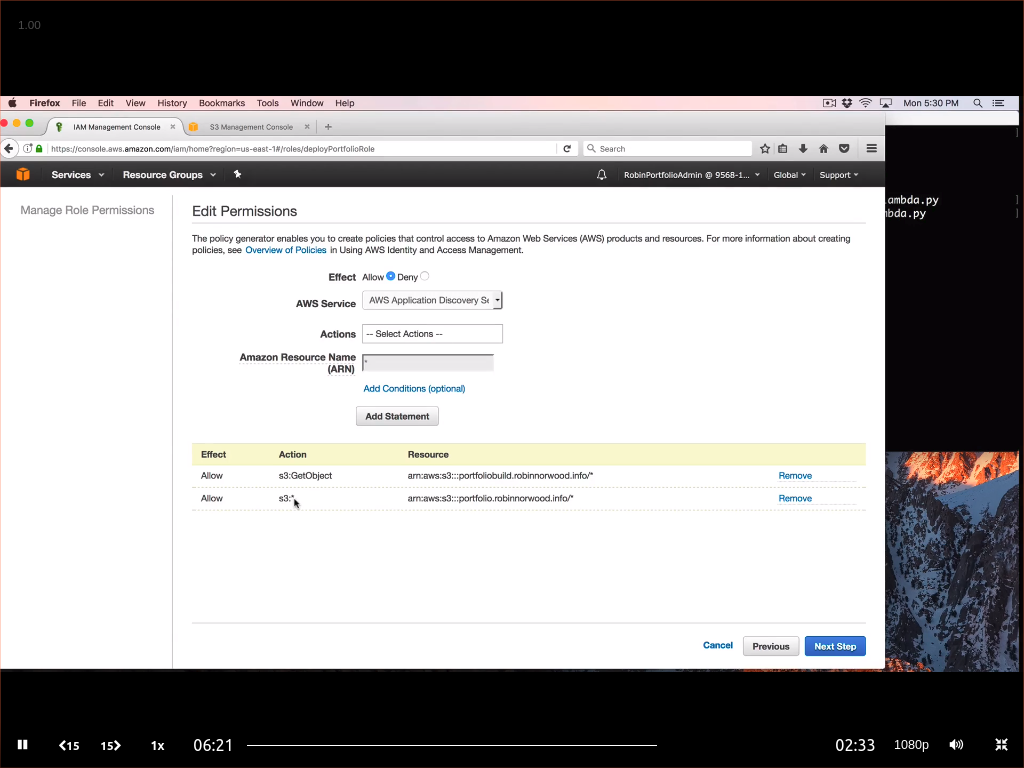 1.00
Firefox File Edit View History Bookmarks Tools Window Help Mon 5:30 PM
IAM Management Console S3 Management Console
https://console.aws.amazon.com/iam/home?region=us-east-1#/roles/deployPortfolioRole Search
Services Resource Groups RobinPortfolioAdmin @ 9568-1... Global Support
ambda.py
bda.py
Manage Role Permissions
Edit Permissions
The policy generator enables you to create policies that control access to Amazon Web Services (AWS) products and resources. For more information about creating
policies, see Overview of Policies in Using AWS Identity and Access Management.
Effect Allow Deny
AWS Service AWS Application Discovery Se
Actions -- Select Actions --
Amazon Resource Name
(ARN) *
Add Conditions (optional)
Add Statement
Effect Action Resource
Allow s3:GetObject arn:aws:s3:::portfoliobuild.robinnorwood.info/* Remove
Allow s3:* arn:aws:s3:::portfolio.robinnorwood.info/* Remove
Cancel Previous Next Step
15 15 1x 06:21 02:33 1080p